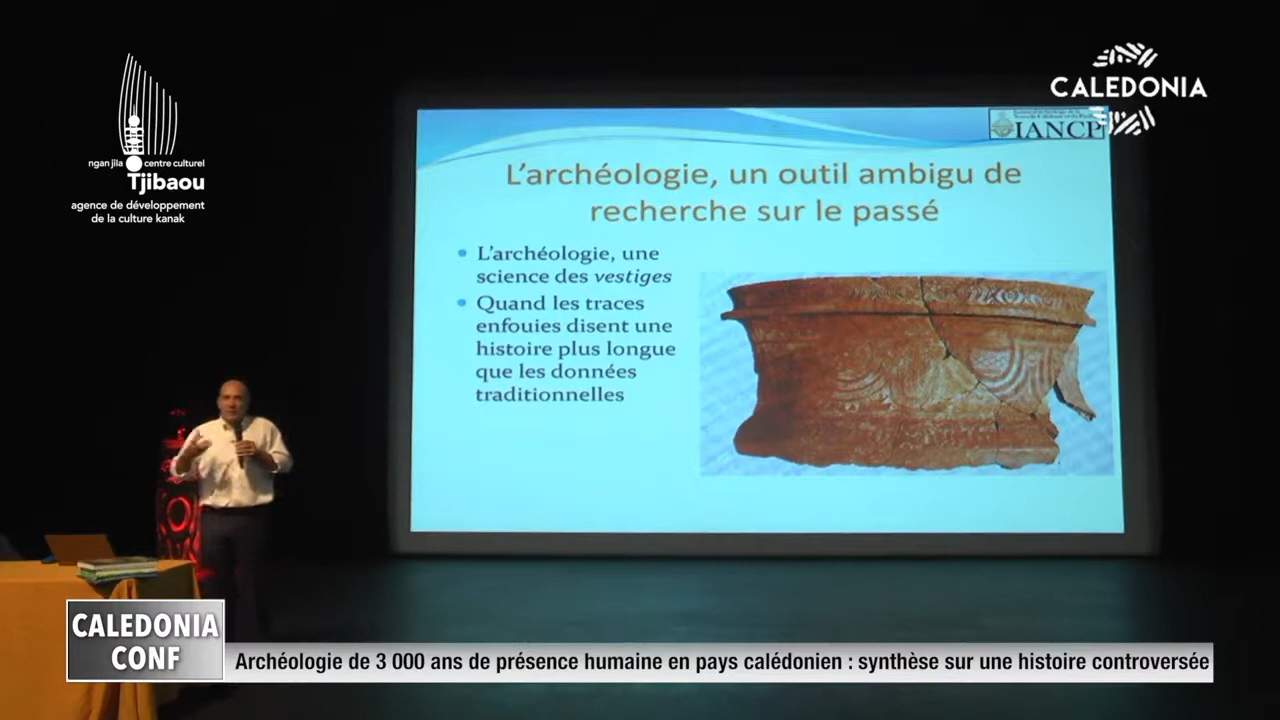 ngan jila centre culturel
Tjibaou
agence de développement
de la culture kanak
CALEDONIA
IANCP
L'archéologie, un outil ambigu de
recherche sur le passé
L'archéologie, une
science des vestiges
Quand les traces
enfouies disent une
histoire plus longue
que les données
traditionnelles
CALEDONIA
CONF
Archéologie de 3 000 ans de présence humaine en pays calédonien : synthèse sur une histoire controversée